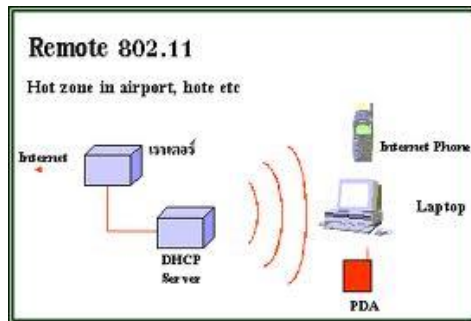 Remote 802.11
Hot zone in airport, hote etc
Internet
เราเตอร์
DHCP
Server
Internet Phone
Laptop
PDA